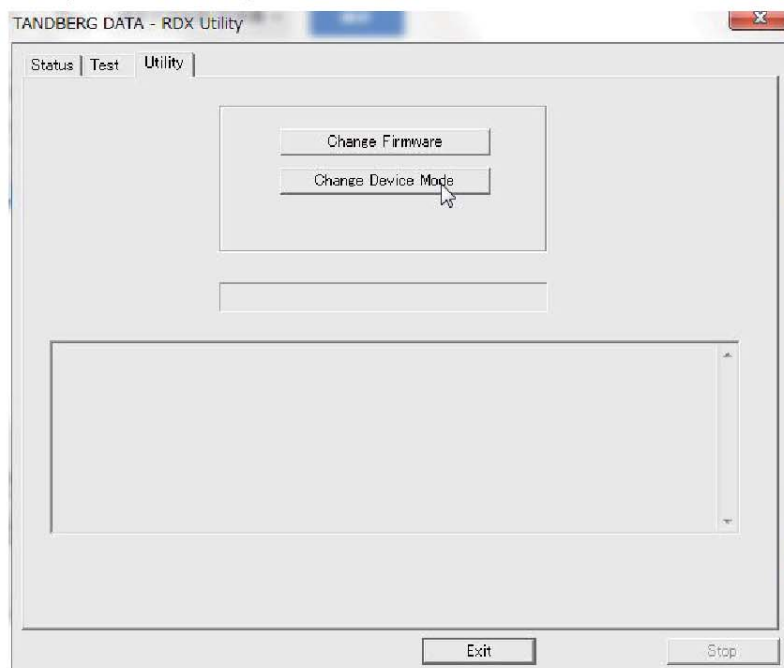 TANDBERG DATA - RDX Utility
Status Test Utility
Change Firmware
Change Device Mode
Exit Stop